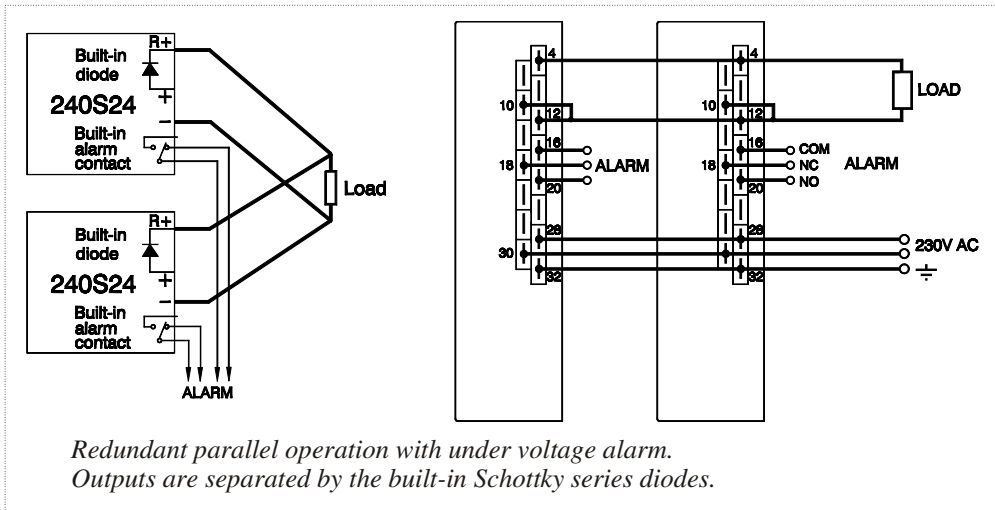 R+
Built-in
diode
+
240S24
−
Built-in
alarm
contact
Load
R+
Built-in
diode
+
240S24
−
Built-in
alarm
contact
ALARM
4
10
12
16
18
ALARM
20
28
30
32
4
10
12
16
COM
18
NC
ALARM
20
NO
28
32
LOAD
230V AC
Redundant parallel operation with under voltage alarm.
Outputs are separated by the built-in Schottky series diodes.